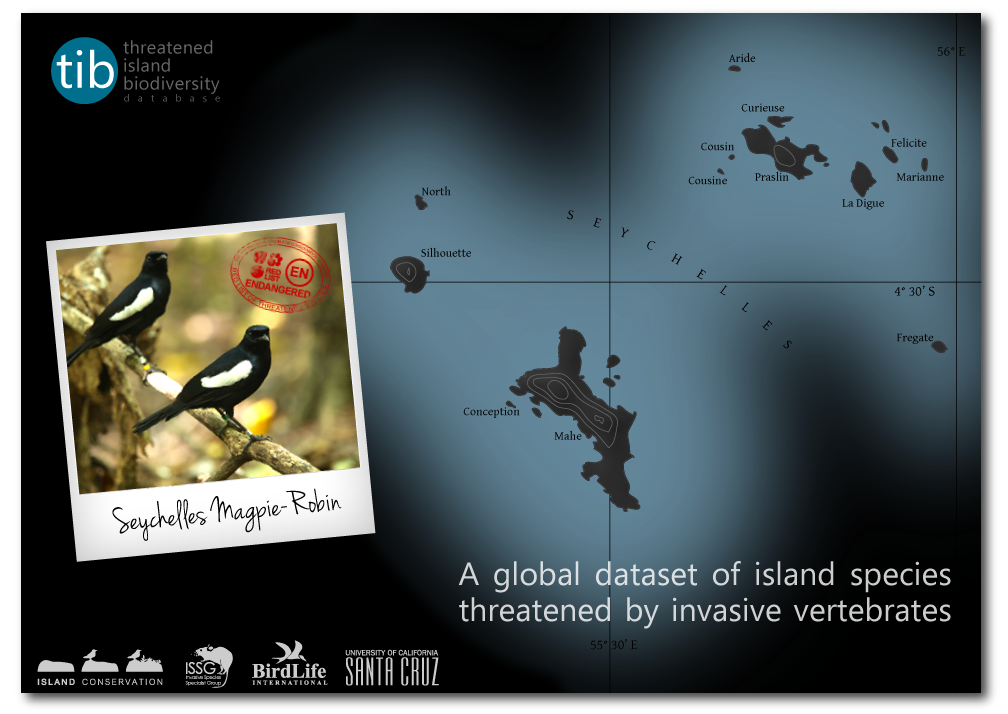 tib
threatened
island
biodiversity
database
56° E
Aride
Curieuse
Cousin
Felicite
Cousine
Praslin
Marianne
La Digue
North
SEYCHELLES
Silhouette
4° 30' S
Fregate
RED
LIST
EN
ENDANGERED
Conception
Mahe
Seychelles Magpie-Robin
A global dataset of island species
threatened by invasive vertebrates
55° 30' E
ISLAND CONSERVATION
ISSG
Invasive Species
Specialist Group
BirdLife
INTERNATIONAL
UNIVERSITY OF CALIFORNIA
SANTA CRUZ